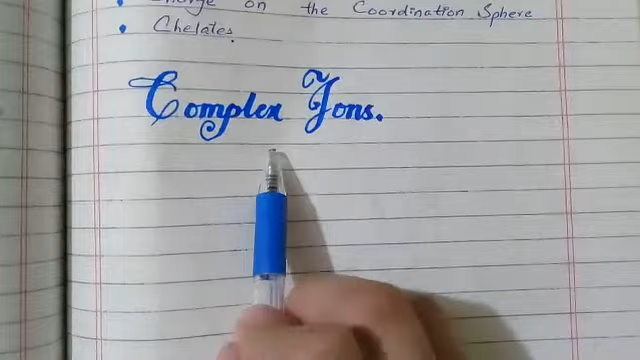 • Charge on the Coordination Sphere
• Chelates.
Complex Ions.